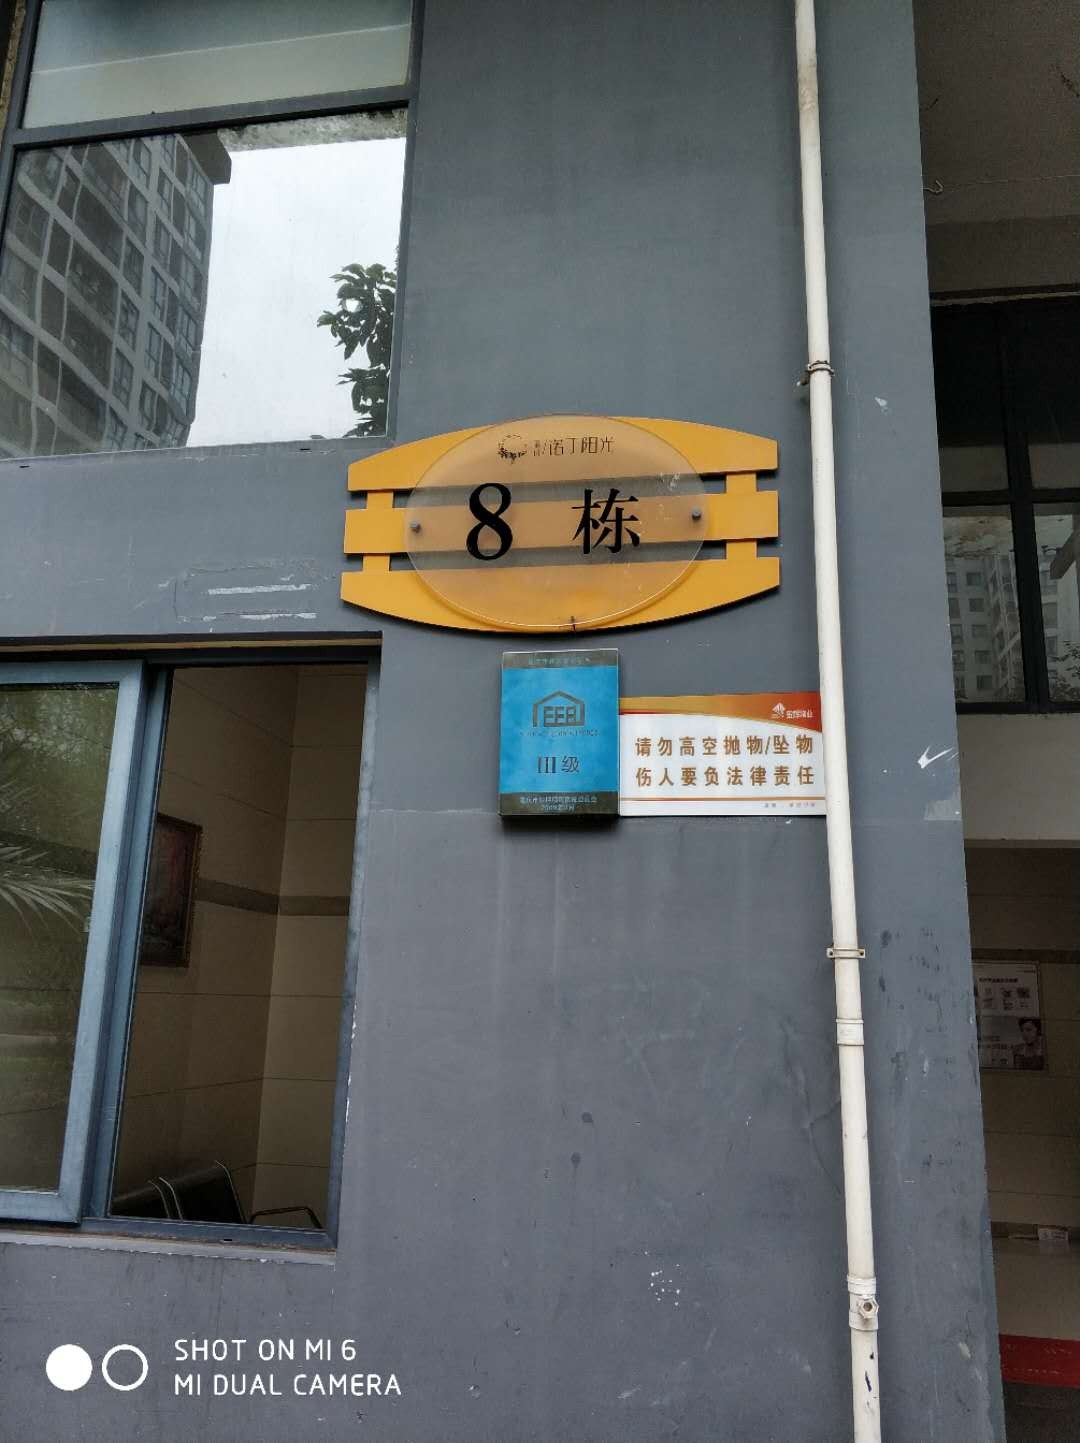 诺丁阳光
8 栋
III级
请勿高空抛物/坠物
伤人要负法律责任
SHOT ON MI 6
MI DUAL CAMERA